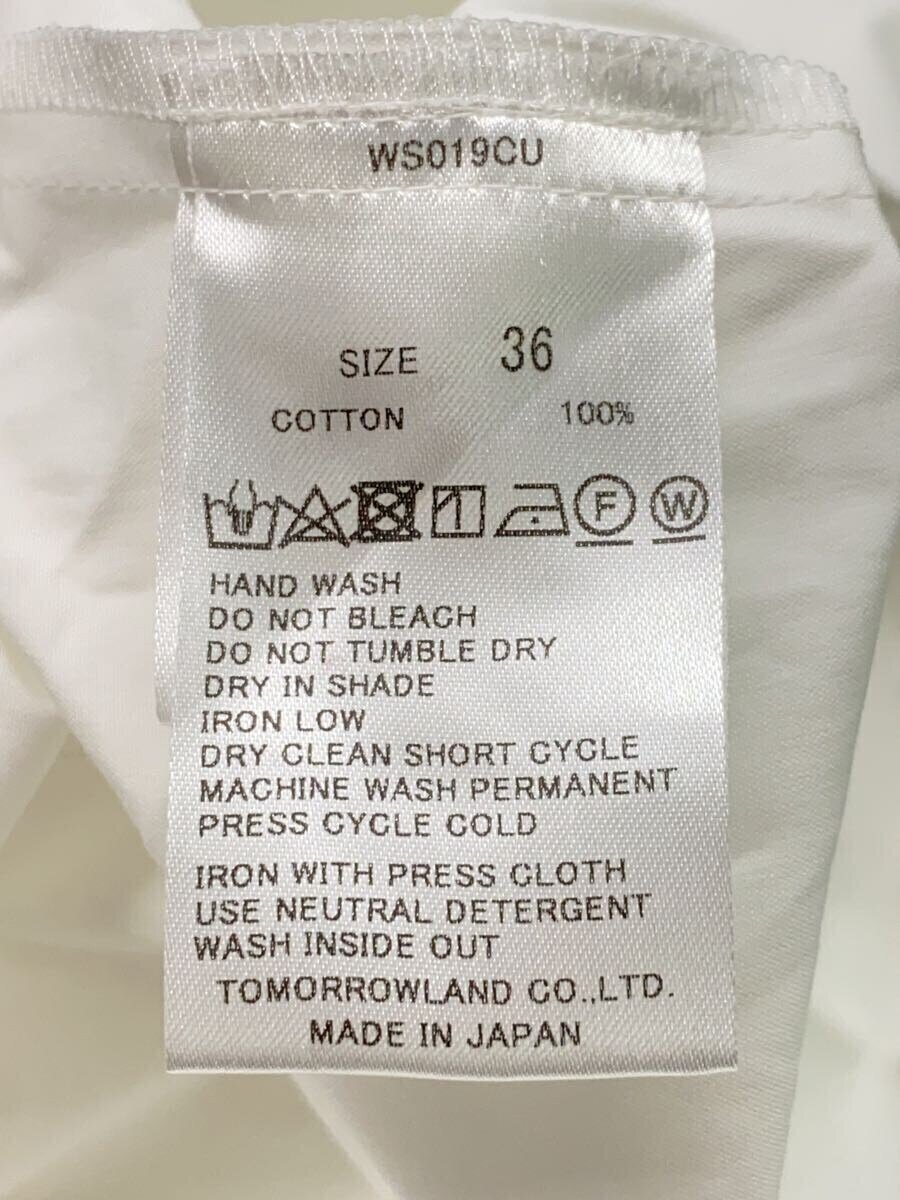 WS019CU
SIZE 36
COTTON 100%
F W
HAND WASH
DO NOT BLEACH
DO NOT TUMBLE DRY
DRY IN SHADE
IRON LOW
DRY CLEAN SHORT CYCLE
MACHINE WASH PERMANENT
PRESS CYCLE COLD
IRON WITH PRESS CLOTH
USE NEUTRAL DETERGENT
WASH INSIDE OUT
TOMORROWLAND CO.,LTD.
MADE IN JAPAN